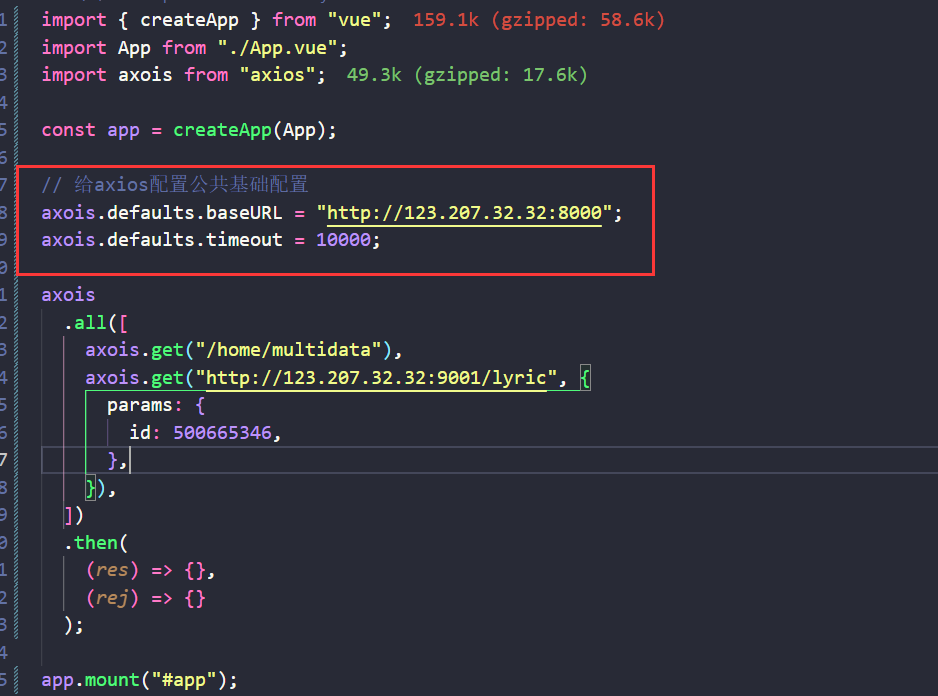 1 import { createApp } from "vue"; 159.1k (gzipped: 58.6k)
2 import App from "./App.vue";
3 import axois from "axios"; 49.3k (gzipped: 17.6k)
4
5 const app = createApp(App);
6
7 // 给axios配置公共基础配置
8 axois.defaults.baseURL = "http://123.207.32.32:8000";
9 axois.defaults.timeout = 10000;
0
1 axois
2 .all([
3 axois.get("/home/multidata"),
4 axois.get("http://123.207.32.32:9001/lyric", {
5 params: {
6 id: 500665346,
7 },
8 }),
9 ])
0 .then(
1 (res) => {},
2 (rej) => {}
3 );
4
5 app.mount("#app");